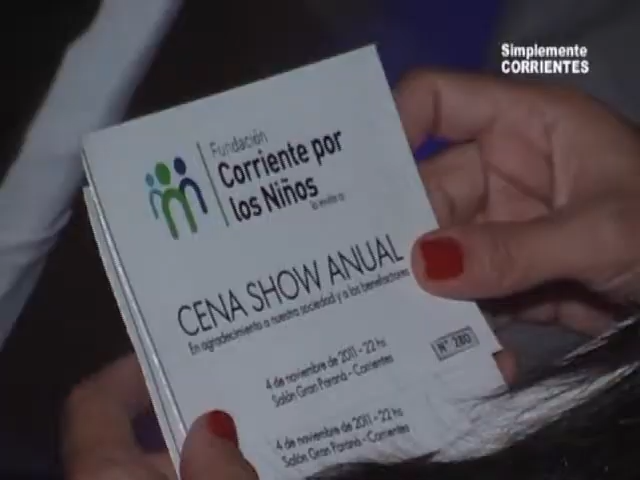 Simplemente
CORRIENTES
Fundación
Corriente por
los Niños
CENA SHOW ANUAL
En agradecimiento a nuestra sociedad y a los benefactores
4 de noviembre de 2011 - 22 hs
Salón Gran Paraná - Corrientes
N° 280
4 de noviembre de 2011 - 22 hs
Salón Gran Paraná - Corrientes